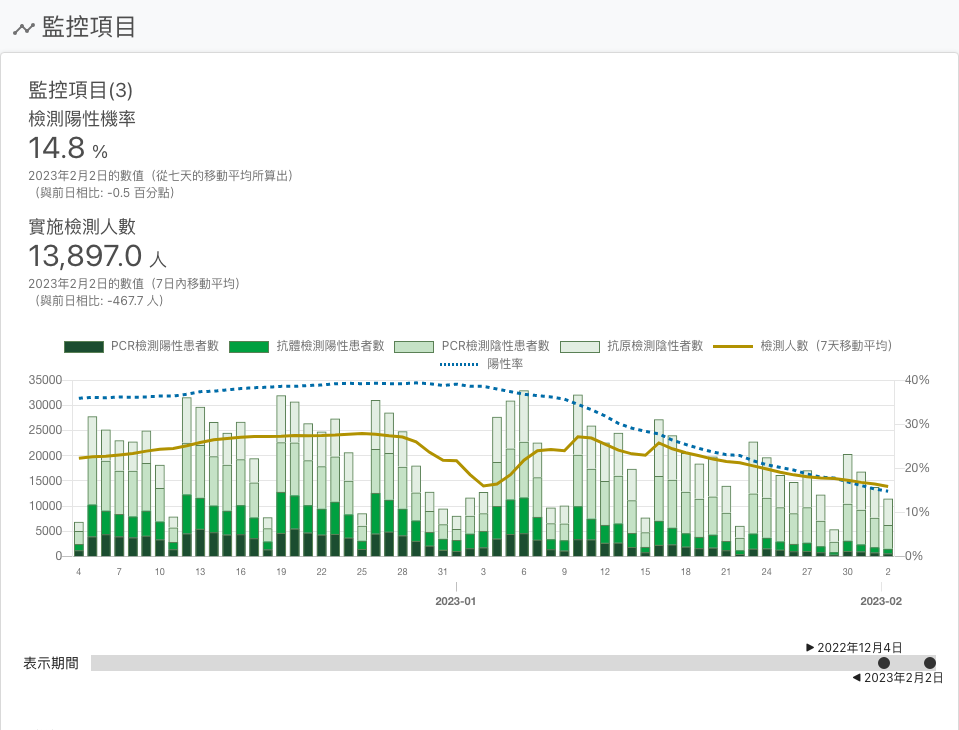 監控項目
監控項目(3)
檢測陽性機率
14.8 %
2023年2月2日的數值（從七天的移動平均所算出）
（與前日相比: -0.5 百分點）
實施檢測人數
13,897.0 人
2023年2月2日的數值（7日內移動平均）
（與前日相比: -467.7 人）
PCR檢測陽性患者數 抗體檢測陽性患者數 PCR檢測陰性患者數 抗原檢測陰性者數 檢測人數（7天移動平均）
陽性率
35000 40%
30000
25000 30%
20000 20%
15000
10000 10%
5000
0 0%
4 7 10 13 16 19 22 25 28 31 3 6 9 12 15 18 21 24 27 30 2
2023-01 2023-02
▶ 2022年12月4日
表示期間
◀ 2023年2月2日